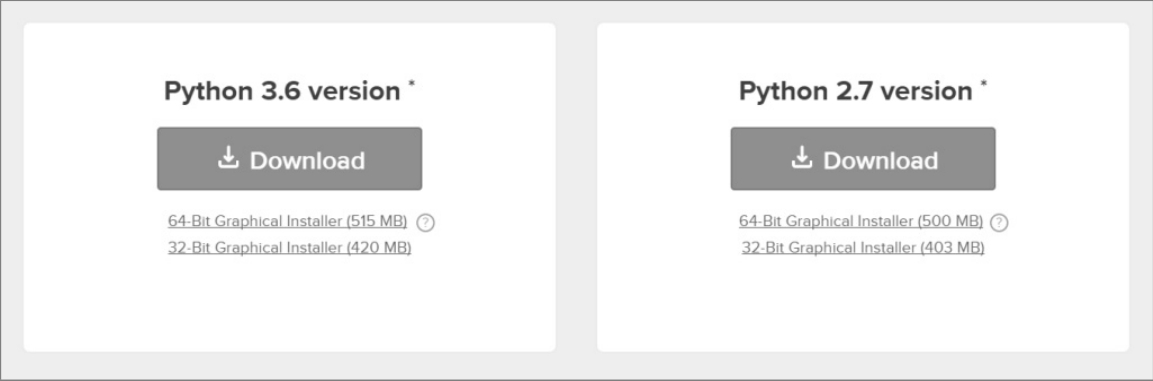 Python 3.6 version *
Download
64-Bit Graphical Installer (515 MB) ?
32-Bit Graphical Installer (420 MB)
Python 2.7 version *
Download
64-Bit Graphical Installer (500 MB) ?
32-Bit Graphical Installer (403 MB)